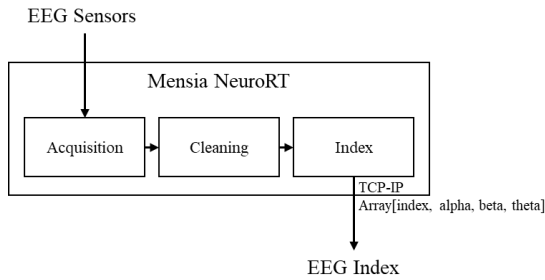 EEG Sensors
Mensia NeuroRT
Acquisition
Cleaning
Index
TCP-IP
Array[index, alpha, beta, theta]
EEG Index